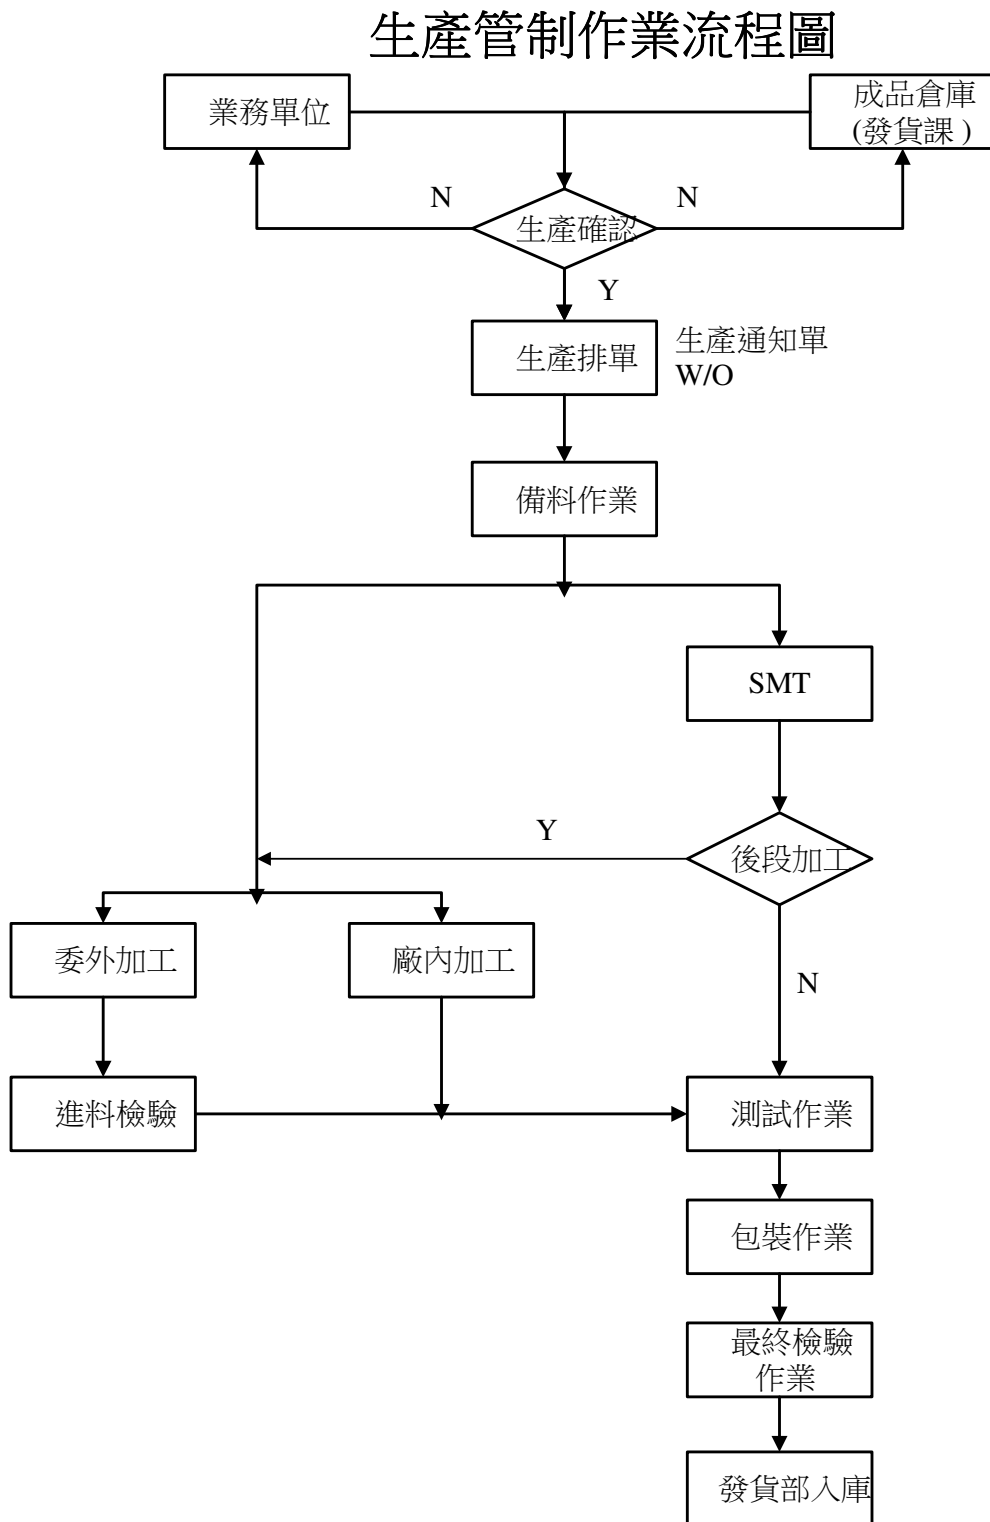 生產管制作業流程圖
業務單位
成品倉庫
(發貨課 )
N
N
生產確認
Y
生產排單
生產通知單
W/O
備料作業
SMT
Y
後段加工
委外加工
廠內加工
N
進料檢驗
測試作業
包裝作業
最終檢驗
作業
發貨部入庫